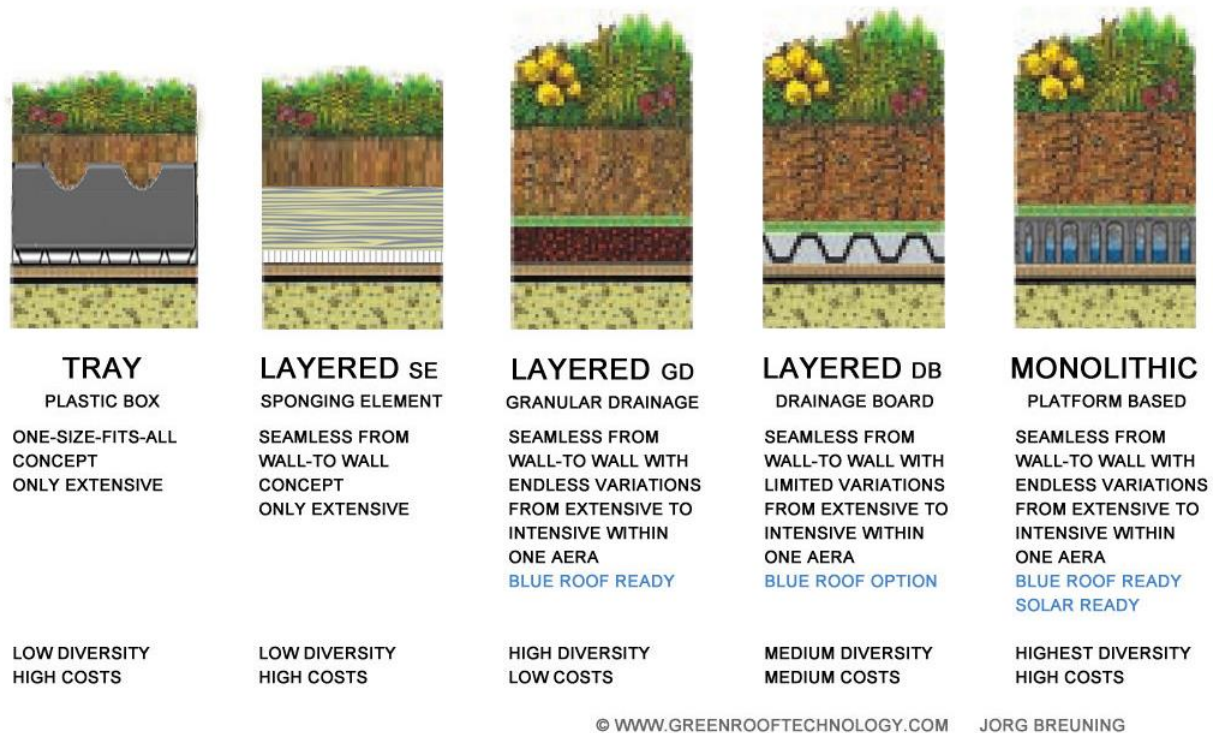 TRAY
PLASTIC BOX
ONE-SIZE-FITS-ALL
CONCEPT
ONLY EXTENSIVE
LOW DIVERSITY
HIGH COSTS
LAYERED SE
SPONGING ELEMENT
SEAMLESS FROM
WALL-TO WALL
CONCEPT
ONLY EXTENSIVE
LOW DIVERSITY
HIGH COSTS
LAYERED GD
GRANULAR DRAINAGE
SEAMLESS FROM
WALL-TO WALL WITH
ENDLESS VARIATIONS
FROM EXTENSIVE TO
INTENSIVE WITHIN
ONE AERA
BLUE ROOF READY
HIGH DIVERSITY
LOW COSTS
LAYERED DB
DRAINAGE BOARD
SEAMLESS FROM
WALL-TO WALL WITH
LIMITED VARIATIONS
FROM EXTENSIVE TO
INTENSIVE WITHIN
ONE AERA
BLUE ROOF OPTION
MEDIUM DIVERSITY
MEDIUM COSTS
MONOLITHIC
PLATFORM BASED
SEAMLESS FROM
WALL-TO WALL WITH
ENDLESS VARIATIONS
FROM EXTENSIVE TO
INTENSIVE WITHIN
ONE AERA
BLUE ROOF READY
SOLAR READY
HIGHEST DIVERSITY
HIGH COSTS
© WWW.GREENROOFTECHNOLOGY.COM JORG BREUNING